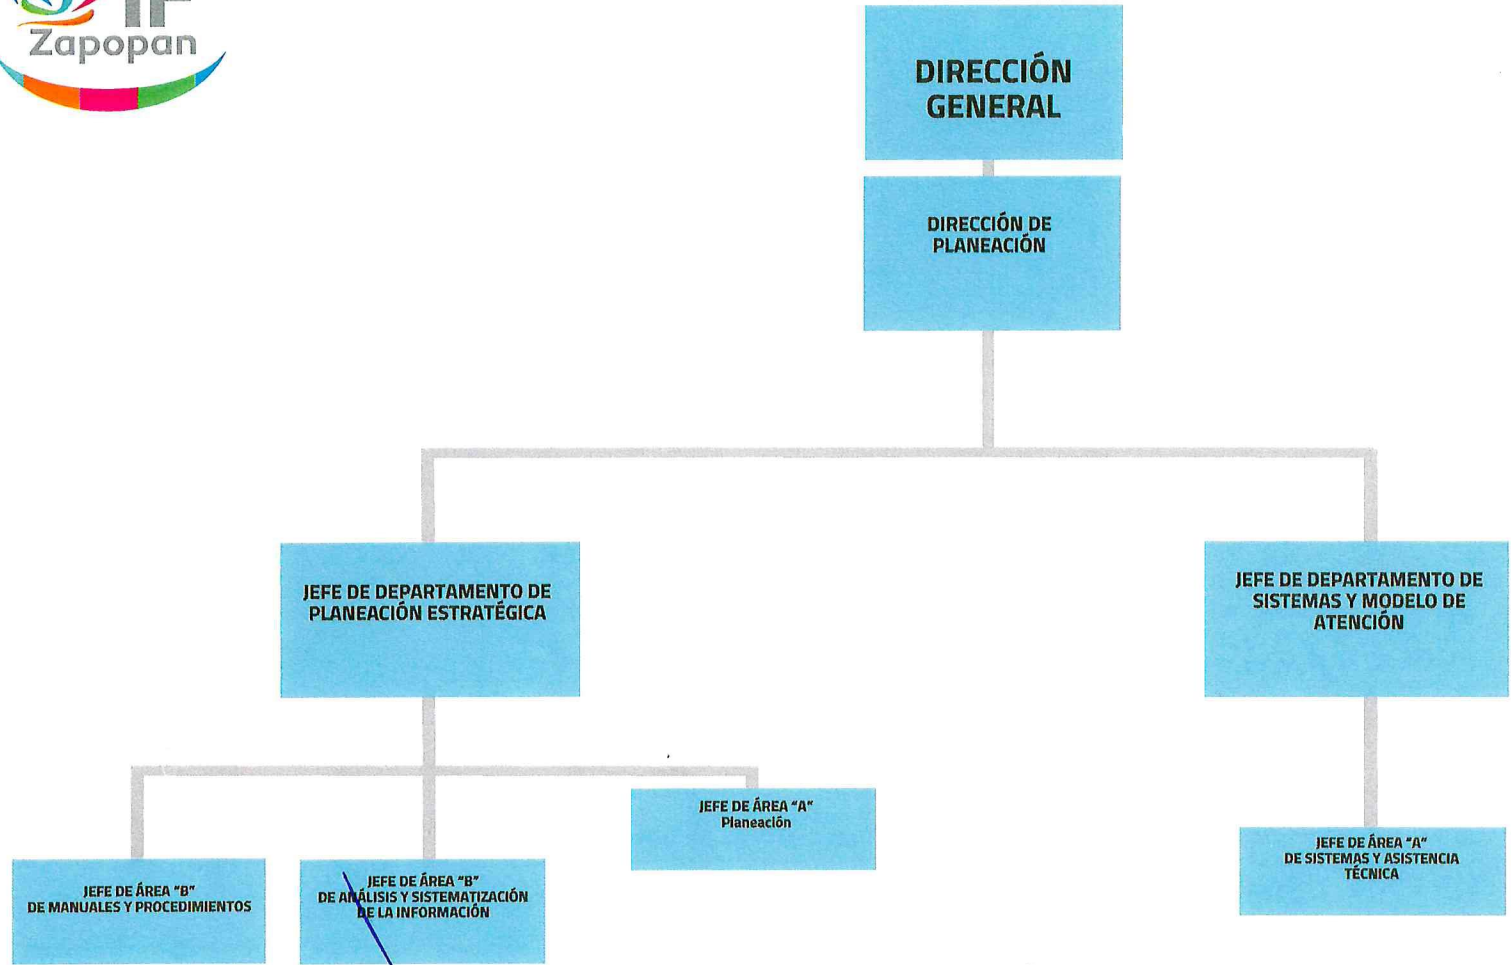 IF
Zapopan
DIRECCIÓN
GENERAL
DIRECCIÓN DE
PLANEACIÓN
JEFE DE DEPARTAMENTO DE
PLANEACIÓN ESTRATÉGICA
JEFE DE DEPARTAMENTO DE
SISTEMAS Y MODELO DE
ATENCIÓN
JEFE DE ÁREA "A"
Planeación
JEFE DE ÁREA "A"
DE SISTEMAS Y ASISTENCIA
TÉCNICA
JEFE DE ÁREA "B"
DE MANUALES Y PROCEDIMIENTOS
JEFE DE ÁREA "B"
DE ANÁLISIS Y SISTEMATIZACIÓN
DE LA INFORMACIÓN